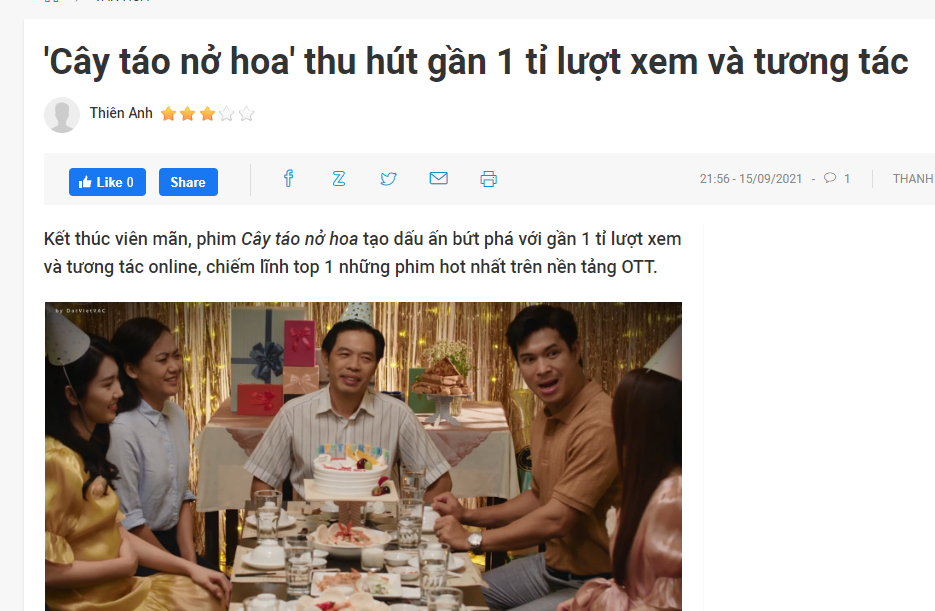 'Cây táo nở hoa' thu hút gần 1 tỉ lượt xem và tương tác
Thiên Anh
Like 0
Share
21:56 - 15/09/2021 - 1
THANH
Kết thúc viên mãn, phim Cây táo nở hoa tạo dấu ấn bứt phá với gần 1 tỉ lượt xem
và tương tác online, chiếm lĩnh top 1 những phim hot nhất trên nền tảng OTT.
by DatVietVAC